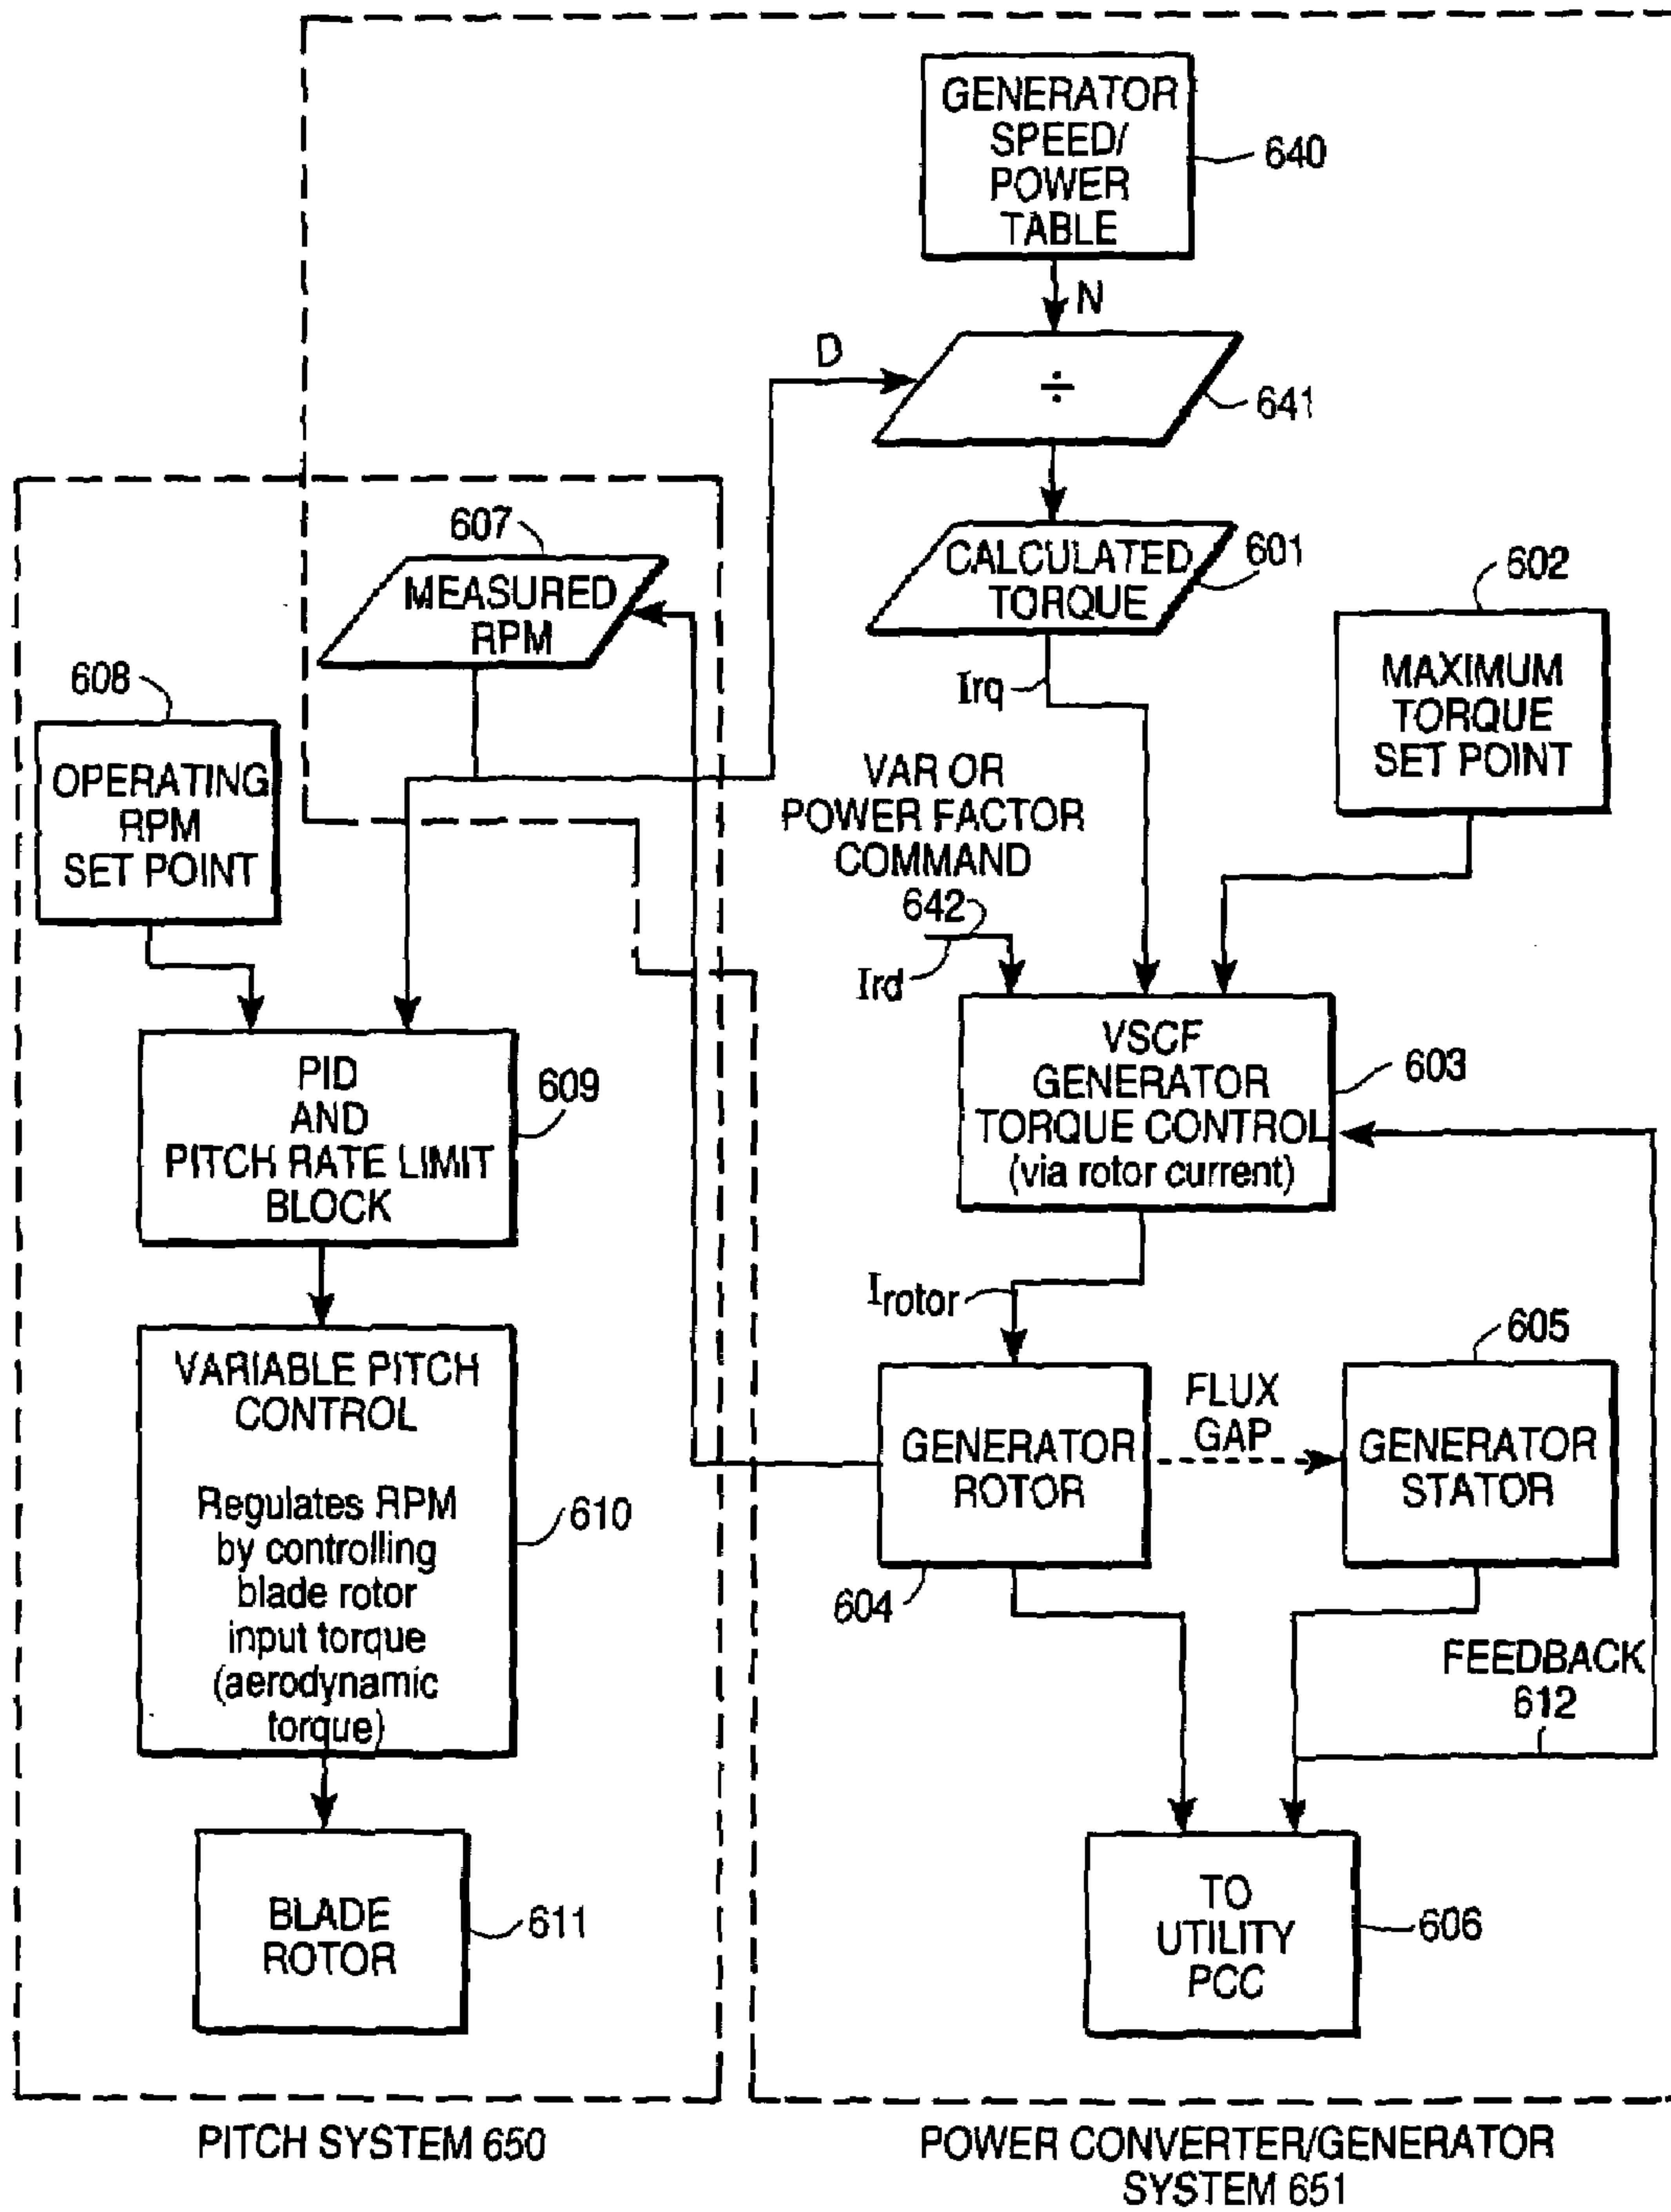 GENERATOR
SPEED/
POWER
TABLE
640
N
D
÷
641
607
MEASURED
RPM
CALCULATED
TORQUE
601
602
MAXIMUM
TORQUE
SET POINT
608
OPERATING
RPM
SET POINT
Irq
VAR OR
POWER FACTOR
COMMAND
642
Ird
PID
AND
PITCH RATE LIMIT
BLOCK
609
VSCF
GENERATOR
TORQUE CONTROL
(via rotor current)
603
Irotor
VARIABLE PITCH
CONTROL
Regulates RPM
by controlling
blade rotor
input torque
(aerodynamic
torque)
610
GENERATOR
ROTOR
604
FLUX
GAP
605
GENERATOR
STATOR
FEEDBACK
612
BLADE
ROTOR
611
TO
UTILITY
PCC
606
PITCH SYSTEM 650
POWER CONVERTER/GENERATOR
SYSTEM 651